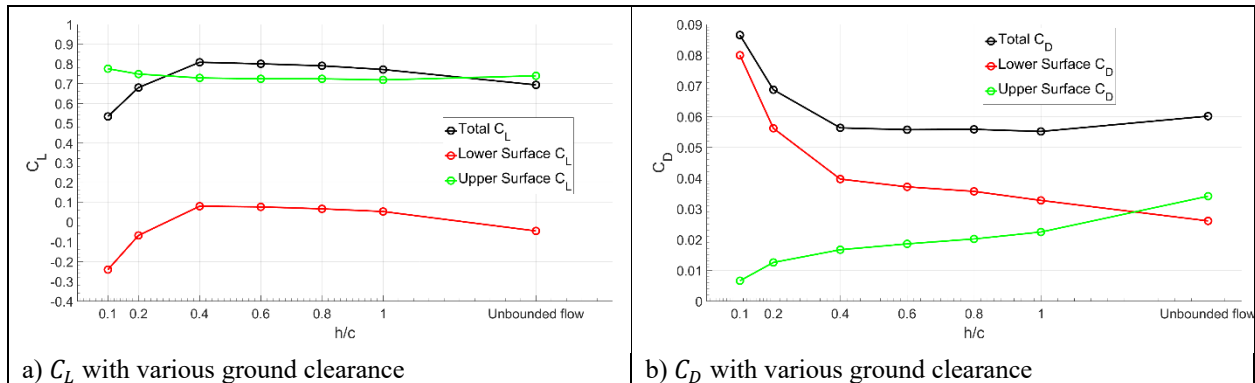 1
0.9
0.8
0.7
0.6
0.5
0.4
0.3
0.2
0.1
0
-0.1
-0.2
-0.3
-0.4
C_L
Total C_L
Lower Surface C_L
Upper Surface C_L
0.1 0.2 0.4 0.6 0.8 1 Unbounded flow
h/c
a) C_L with various ground clearance
0.09
0.08
0.07
0.06
0.05
0.04
0.03
0.02
0.01
0
C_D
Total C_D
Lower Surface C_D
Upper Surface C_D
0.1 0.2 0.4 0.6 0.8 1 Unbounded flow
h/c
b) C_D with various ground clearance